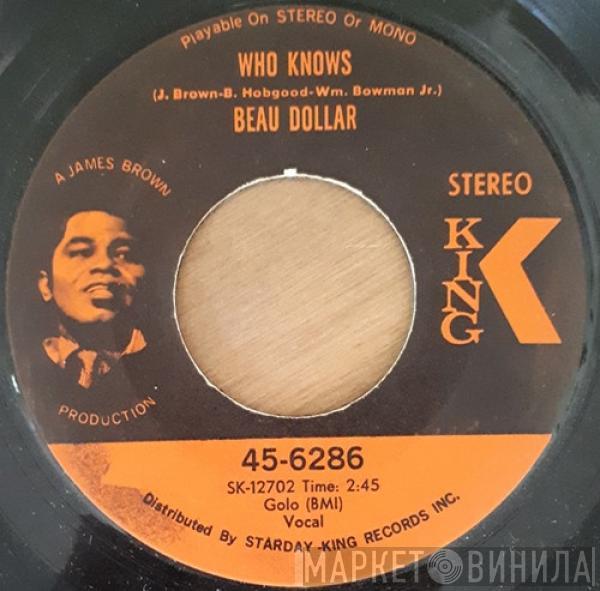 Playable On STEREO Or MONO
WHO KNOWS
(J. Brown-B. Hobgood-Wm. Bowman Jr.)
BEAU DOLLAR
A JAMES BROWN
PRODUCTION
STEREO
KING
45-6286
SK-12702 Time: 2:45
Golo (BMI)
Vocal
Distributed By STARDAY-KING RECORDS INC.
МАРКЕТ ВИНИЛА